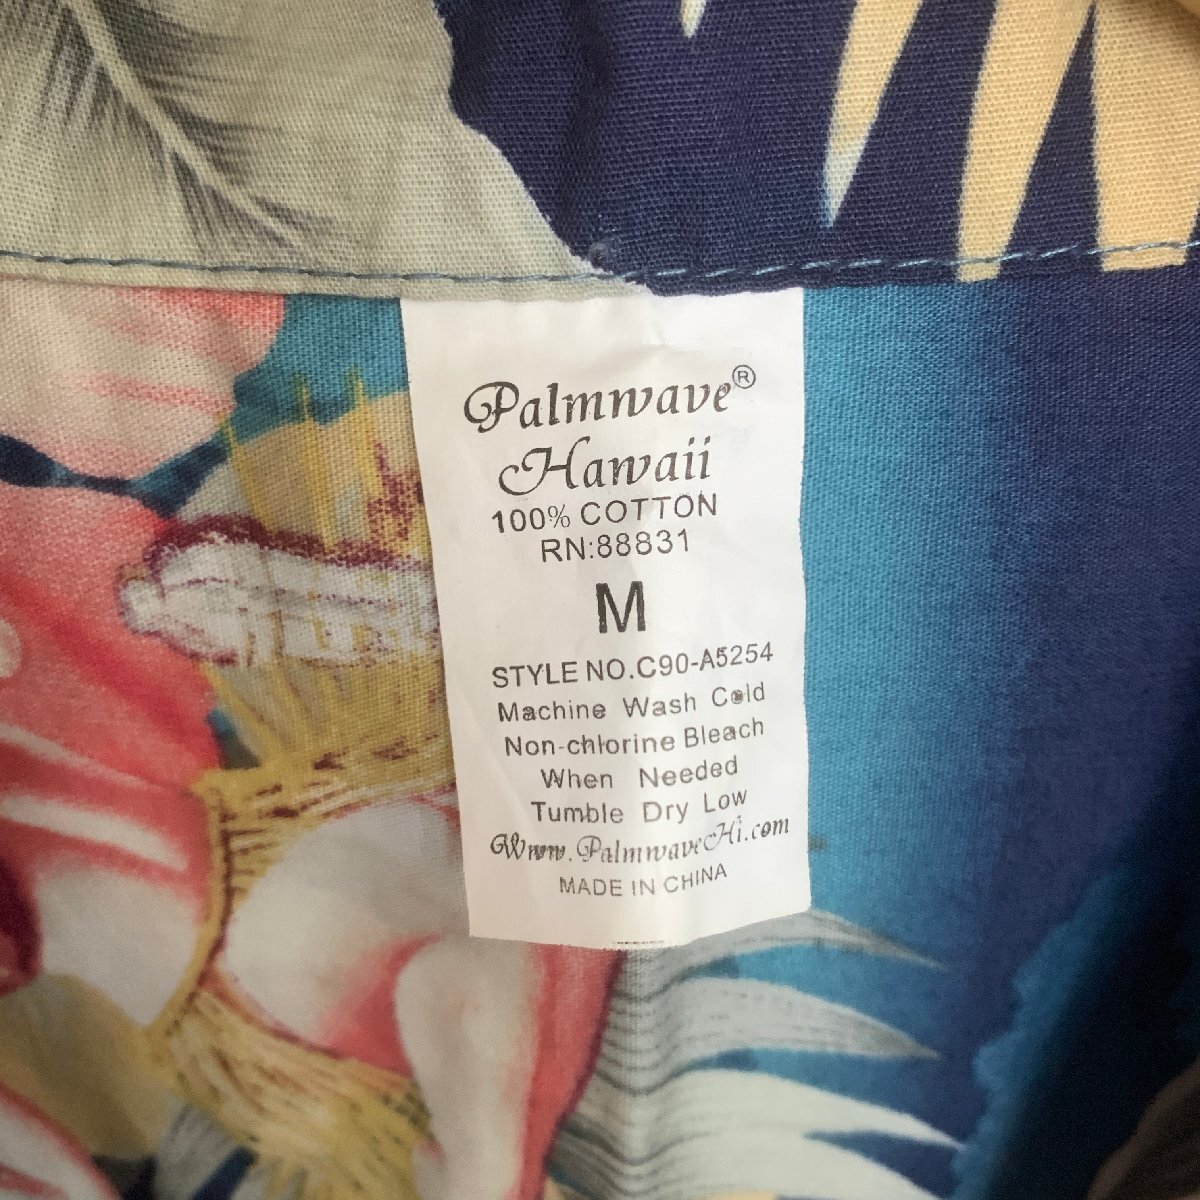 Palmwave®
Hawaii
100% COTTON
RN:88831
M
STYLE NO.C90-A5254
Machine Wash Cold
Non-chlorine Bleach
When Needed
Tumble Dry Low
Www.PalmwaveHi.com
MADE IN CHINA